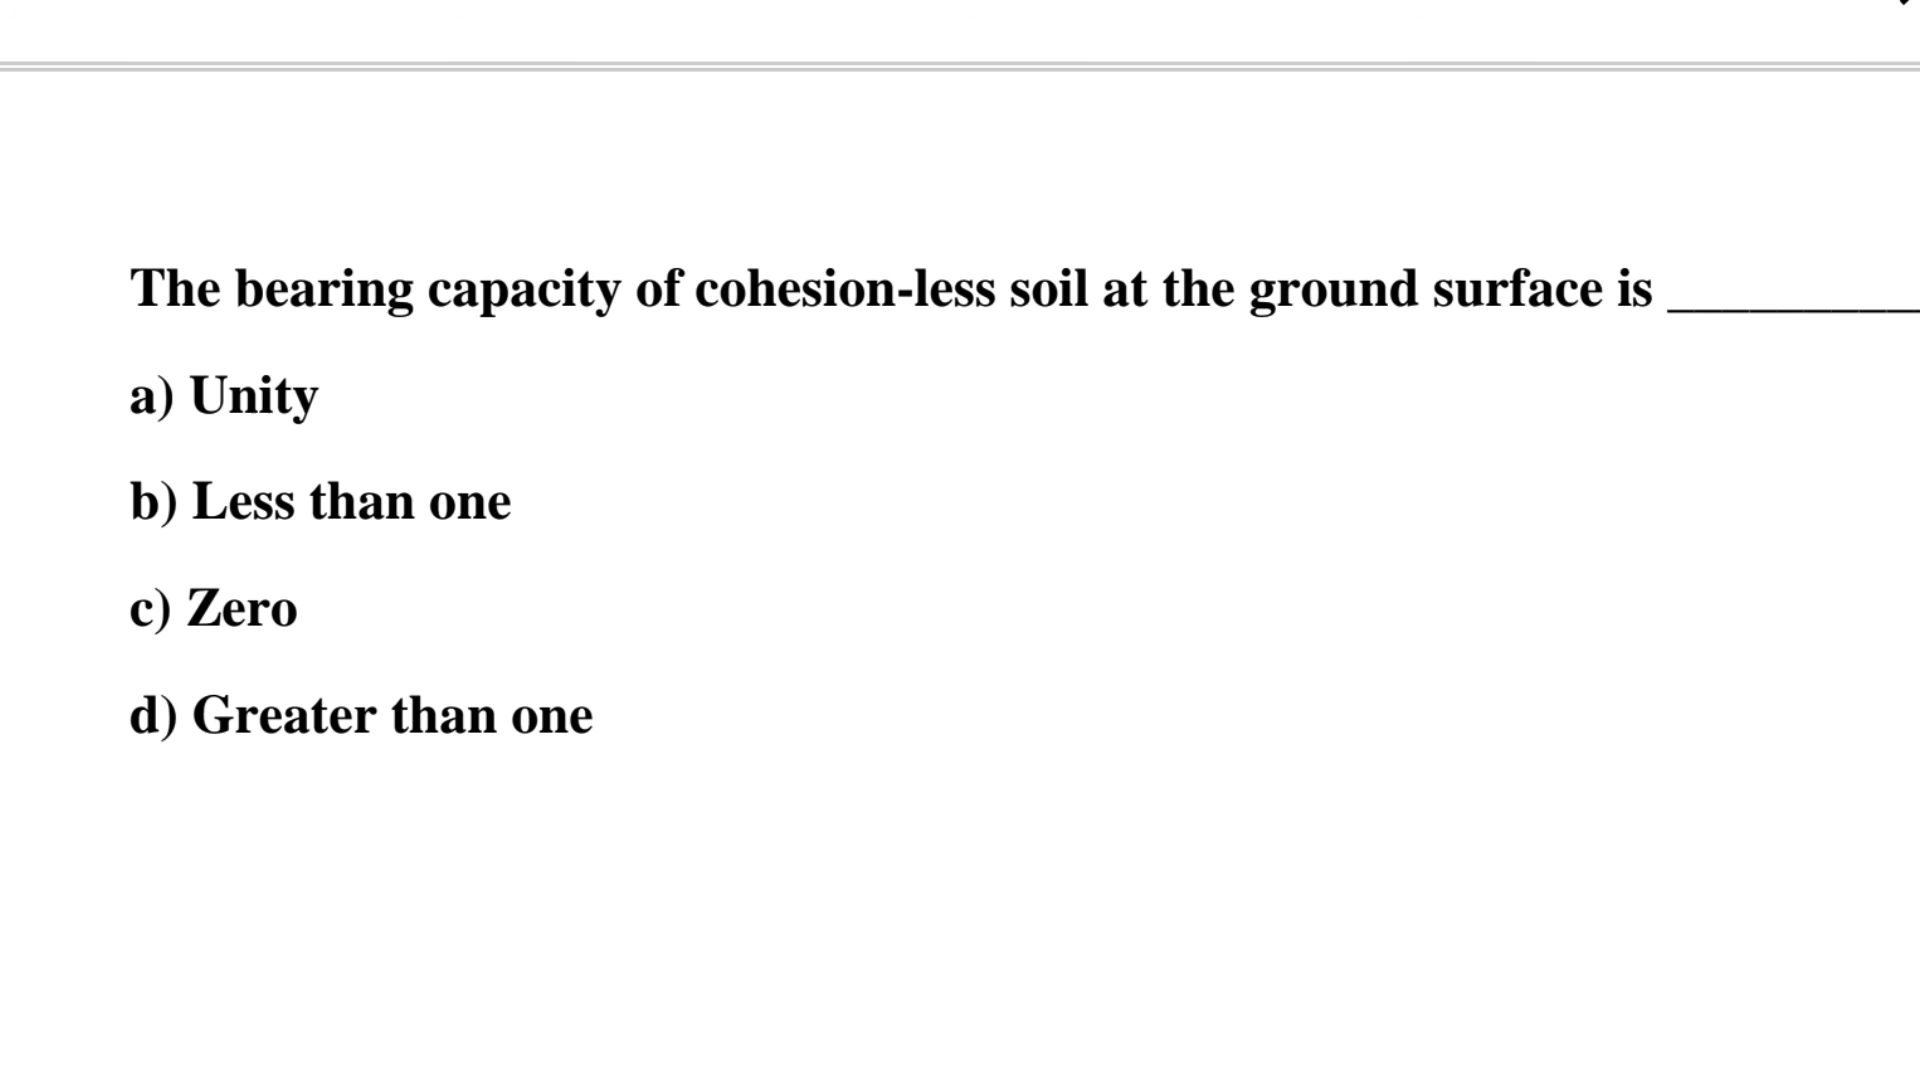 The bearing capacity of cohesion-less soil at the ground surface is __________
a) Unity
b) Less than one
c) Zero
d) Greater than one